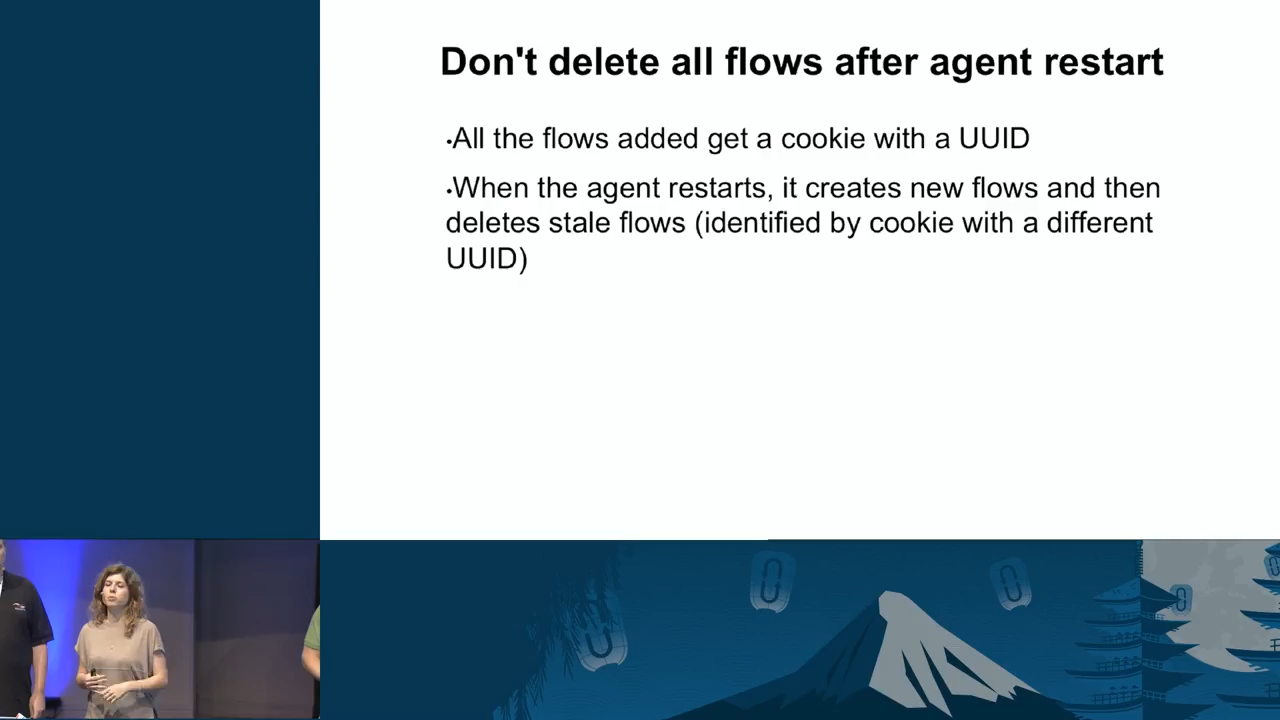 Don't delete all flows after agent restart
•All the flows added get a cookie with a UUID
•When the agent restarts, it creates new flows and then
deletes stale flows (identified by cookie with a different
UUID)